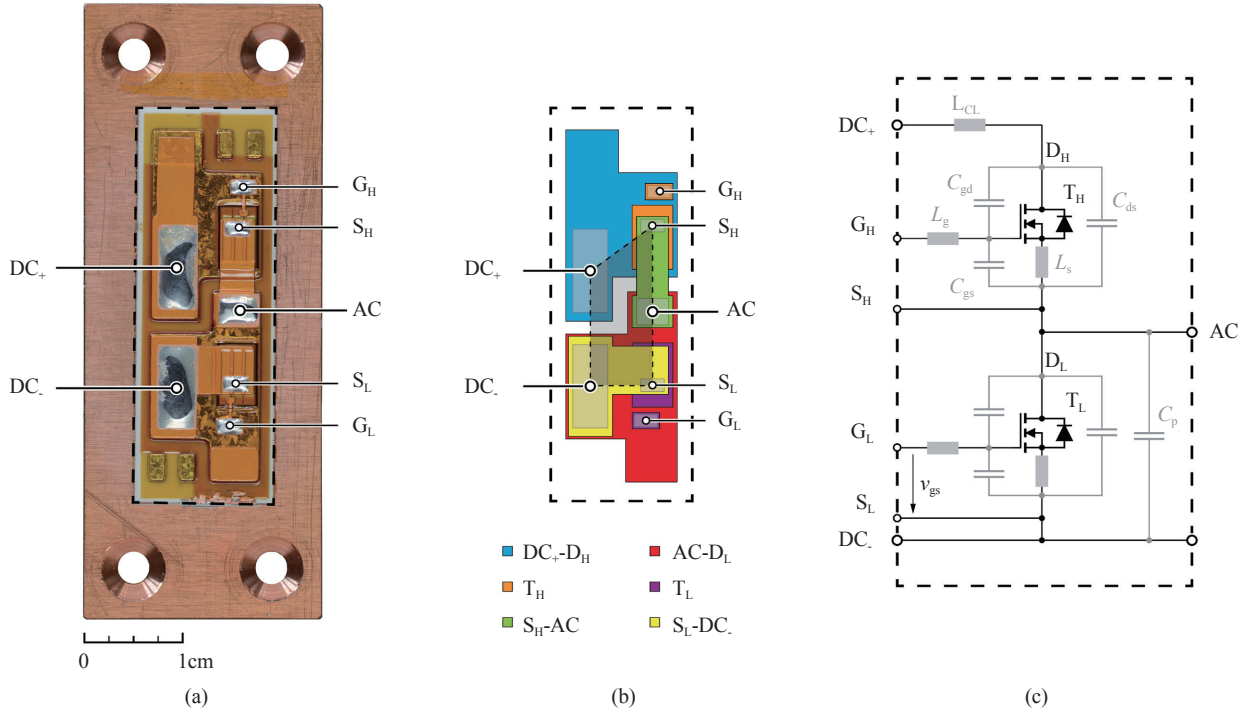 G_H
S_H
DC_+
AC
DC_-
S_L
G_L
0 1cm
(a)
G_H
S_H
DC_+
AC
DC_-
S_L
G_L
DC_+-D_H AC-D_L
T_H T_L
S_H-AC S_L-DC_-
(b)
L_CL
DC_+
D_H
C_gd T_H C_ds
L_g
G_H
L_s
C_gs
S_H
AC
D_L
T_L
G_L C_p
v_gs
S_L
DC_-
(c)